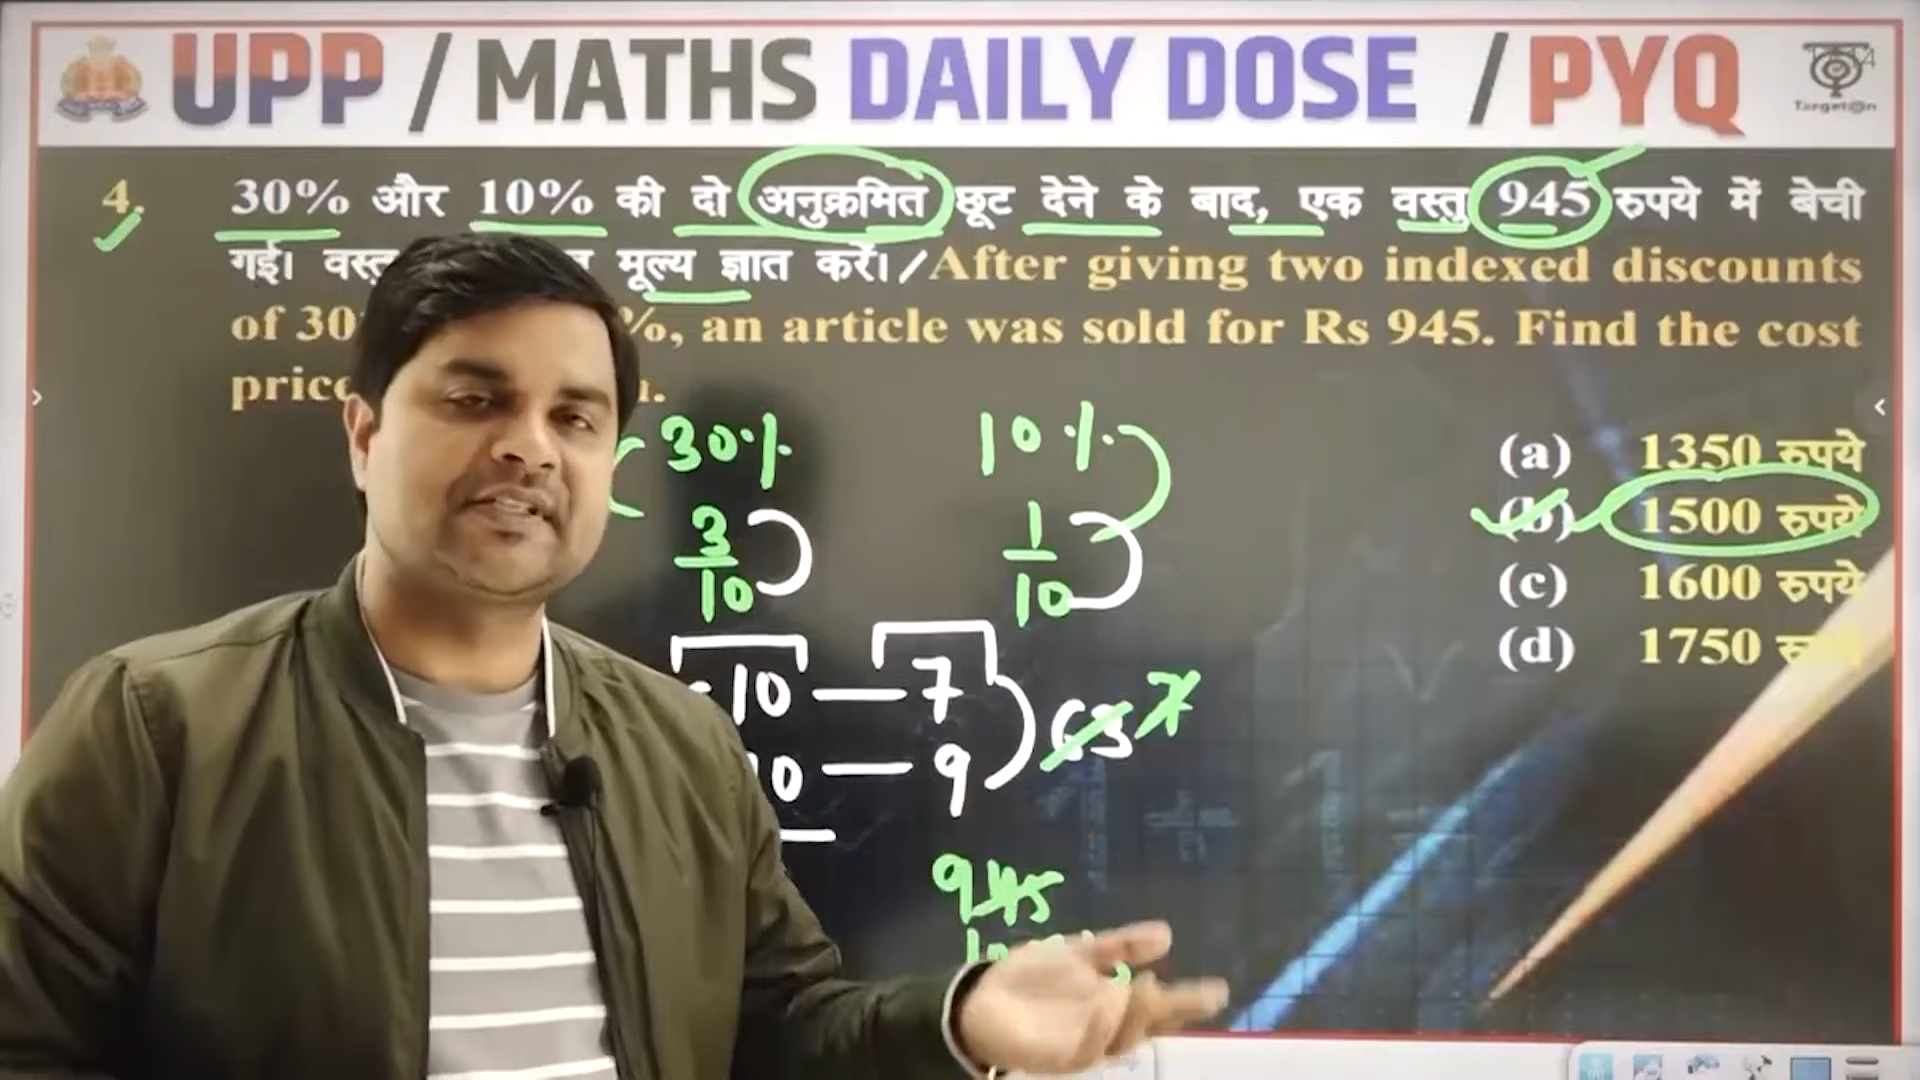 UPP / MATHS DAILY DOSE / PYQ
Target@n
4. 30% और 10% की दो अनुक्रमित छूट देने के बाद, एक वस्तु 945 रुपये में बेची
गई। मूल्य ज्ञात करें।/After giving two indexed discounts
of 30 %, an article was sold for Rs 945. Find the cost
30% 10%
3/10 1/10
10 — 7
10 — 9
63 7
945
(a) 1350 रुपये
(b) 1500 रुपये
(c) 1600 रुपये
(d) 1750